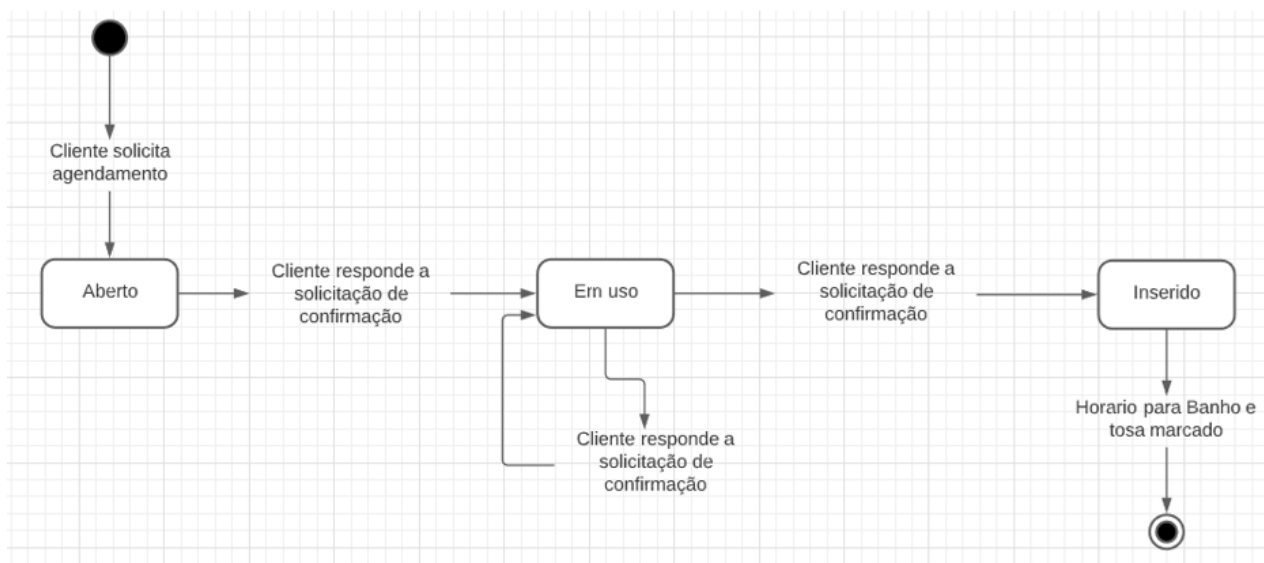 Cliente solicita
agendamento
Aberto
Cliente responde a
solicitação de
confirmação
Em uso
Cliente responde a
solicitação de
confirmação
Inserido
Cliente responde a
solicitação de
confirmação
Horario para Banho e
tosa marcado